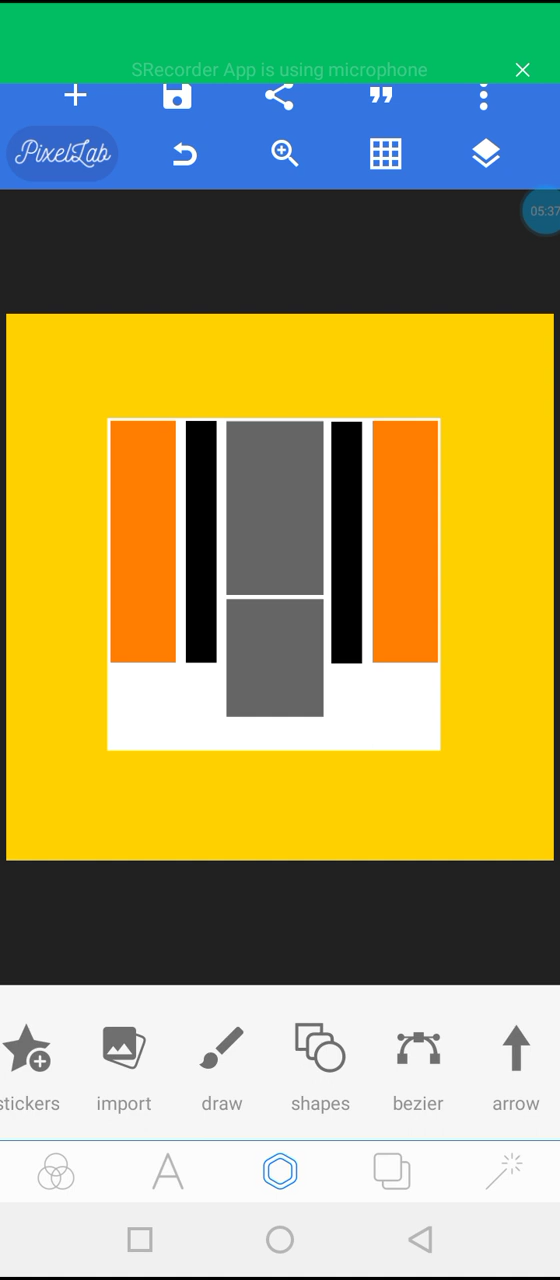 SRecorder App is using microphone
PixelLab
05:37
stickers import draw shapes bezier arrow